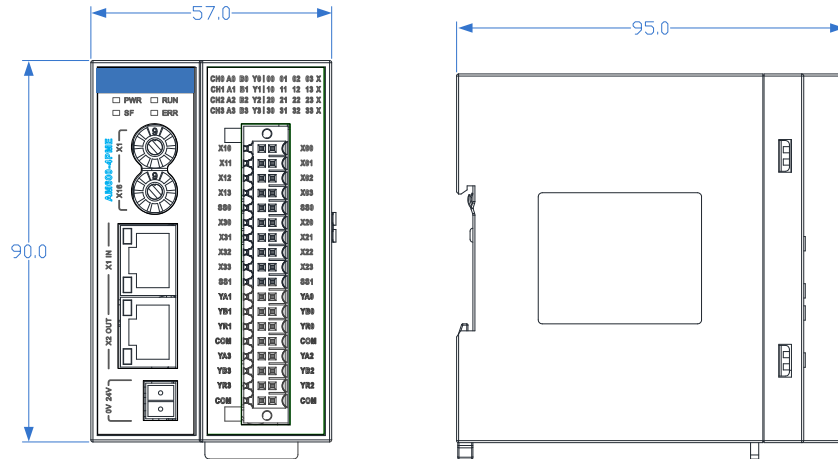 57.0
95.0
90.0
CH0 A0 B0 Y0|00 01 02 03 X
CH1 A1 B1 Y1|10 11 12 13 X
CH2 A2 B2 Y2|20 21 22 23 X
CH3 A3 B3 Y3|30 31 32 33 X
PWR RUN
SF ERR
X1
X16
AM600-4PME
X1 IN
X2 OUT
0V 24V
X10 X00
X11 X01
X12 X02
X13 X03
SS0 SS0
X30 X20
X31 X21
X32 X22
X33 X23
SS1 SS1
YA1 YA0
YB1 YB0
YR1 YR0
COM COM
YA3 YA2
YB3 YB2
YR3 YR2
COM COM